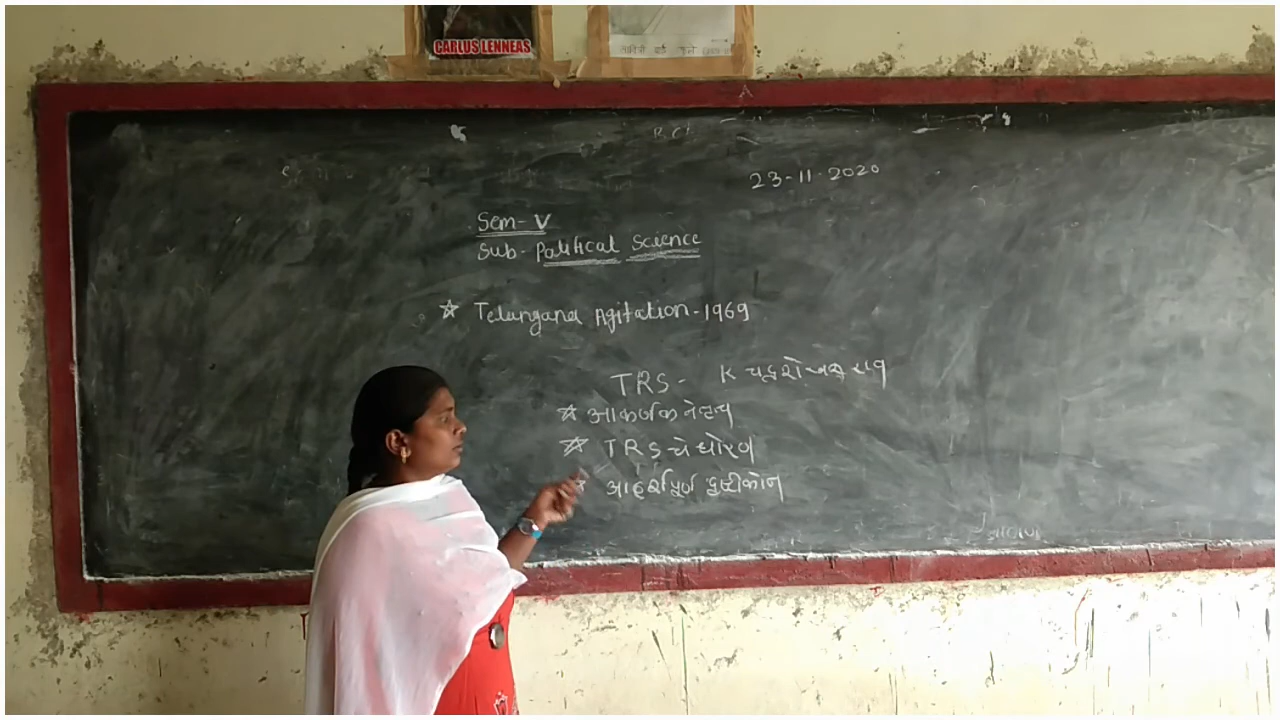 CARLUS LENNEAS
23-11-2020
Sem- V
Sub- Political Science
☆ Telangana Agitation-1969
TRS - K चंद्रशेखर राव
☆ आकर्षक नेतृत्व
☆ TRS चे धोरण
☆ आदर्शपूर्ण दृष्टीकोन